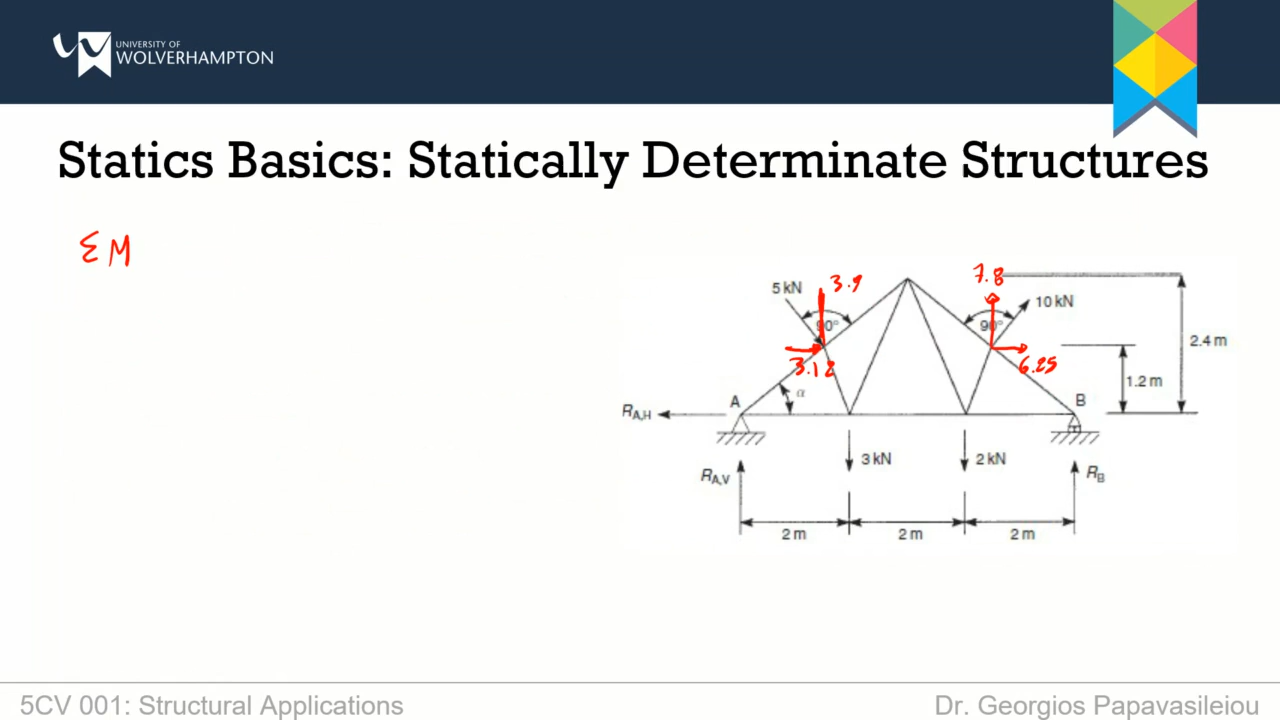 UNIVERSITY OF
WOLVERHAMPTON
Statics Basics: Statically Determinate Structures
Σ M
5 kN
3.9
7.8
10 kN
90°
90°
2.4 m
3.12
6.25
1.2 m
α
A
B
R_A,H
3 kN
2 kN
R_A,V
R_B
2 m
2 m
2 m
5CV 001: Structural Applications
Dr. Georgios Papavasileiou